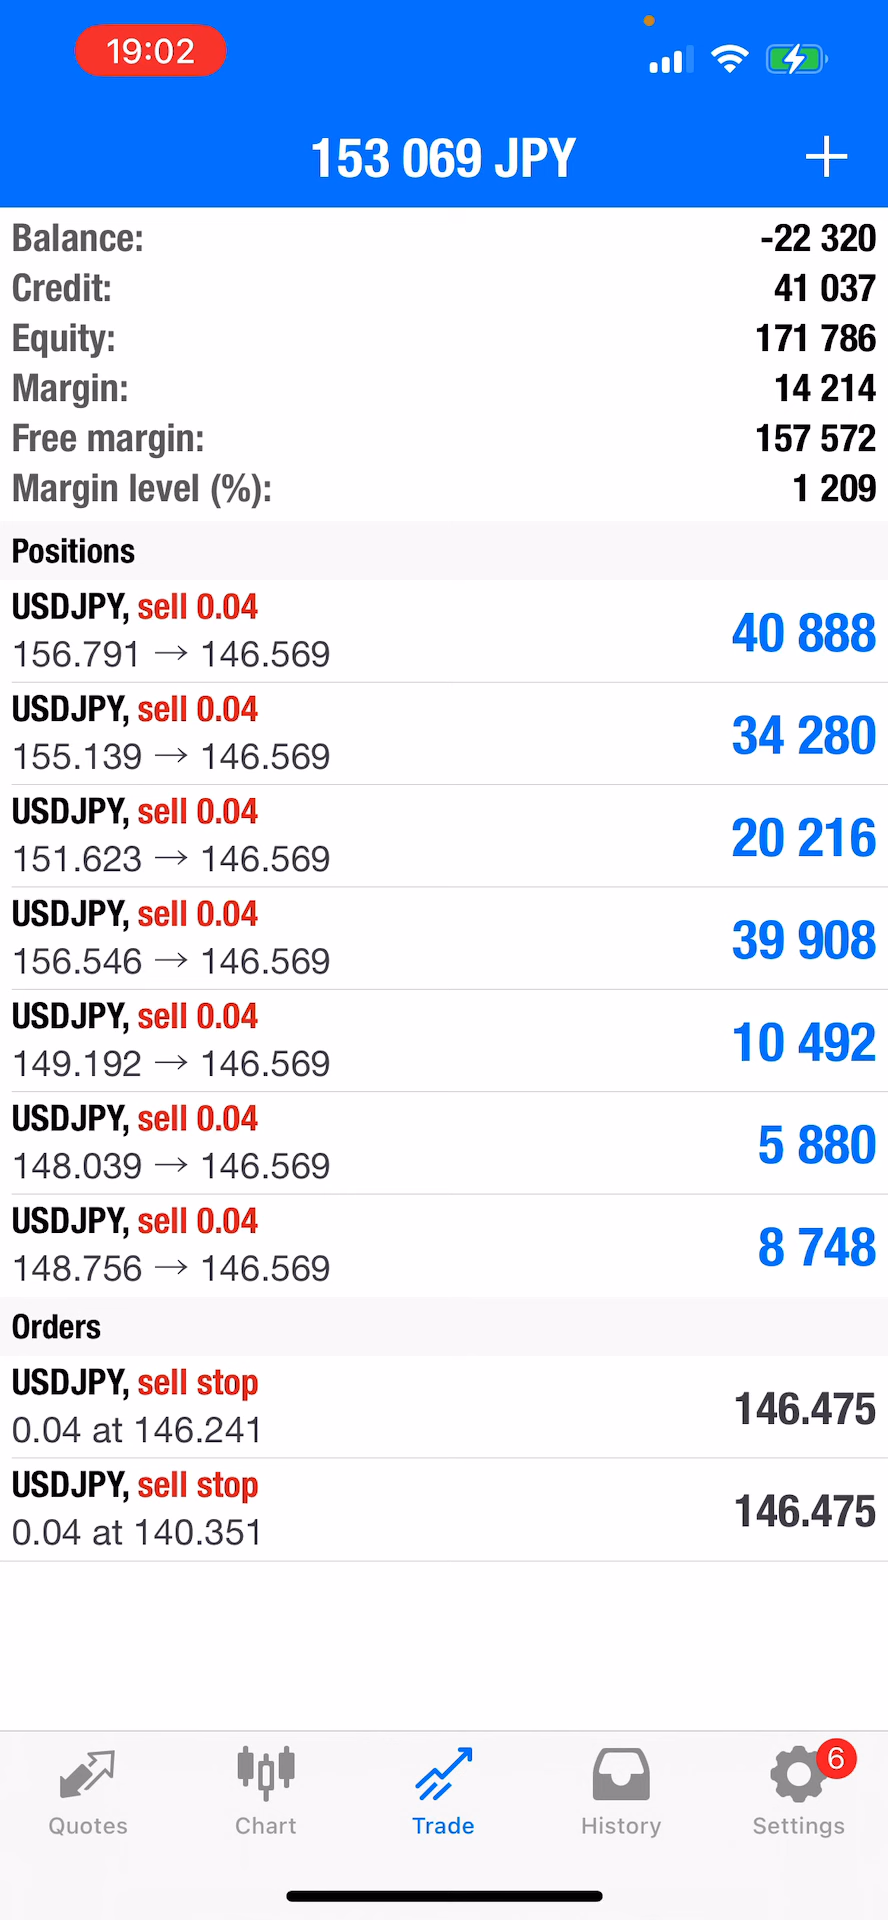 19:02
153 069 JPY
Balance: -22 320
Credit: 41 037
Equity: 171 786
Margin: 14 214
Free margin: 157 572
Margin level (%): 1 209
Positions
USDJPY, sell 0.04
156.791 → 146.569 40 888
USDJPY, sell 0.04
155.139 → 146.569 34 280
USDJPY, sell 0.04
151.623 → 146.569 20 216
USDJPY, sell 0.04
156.546 → 146.569 39 908
USDJPY, sell 0.04
149.192 → 146.569 10 492
USDJPY, sell 0.04
148.039 → 146.569 5 880
USDJPY, sell 0.04
148.756 → 146.569 8 748
Orders
USDJPY, sell stop
0.04 at 146.241 146.475
USDJPY, sell stop
0.04 at 140.351 146.475
6
Quotes Chart Trade History Settings